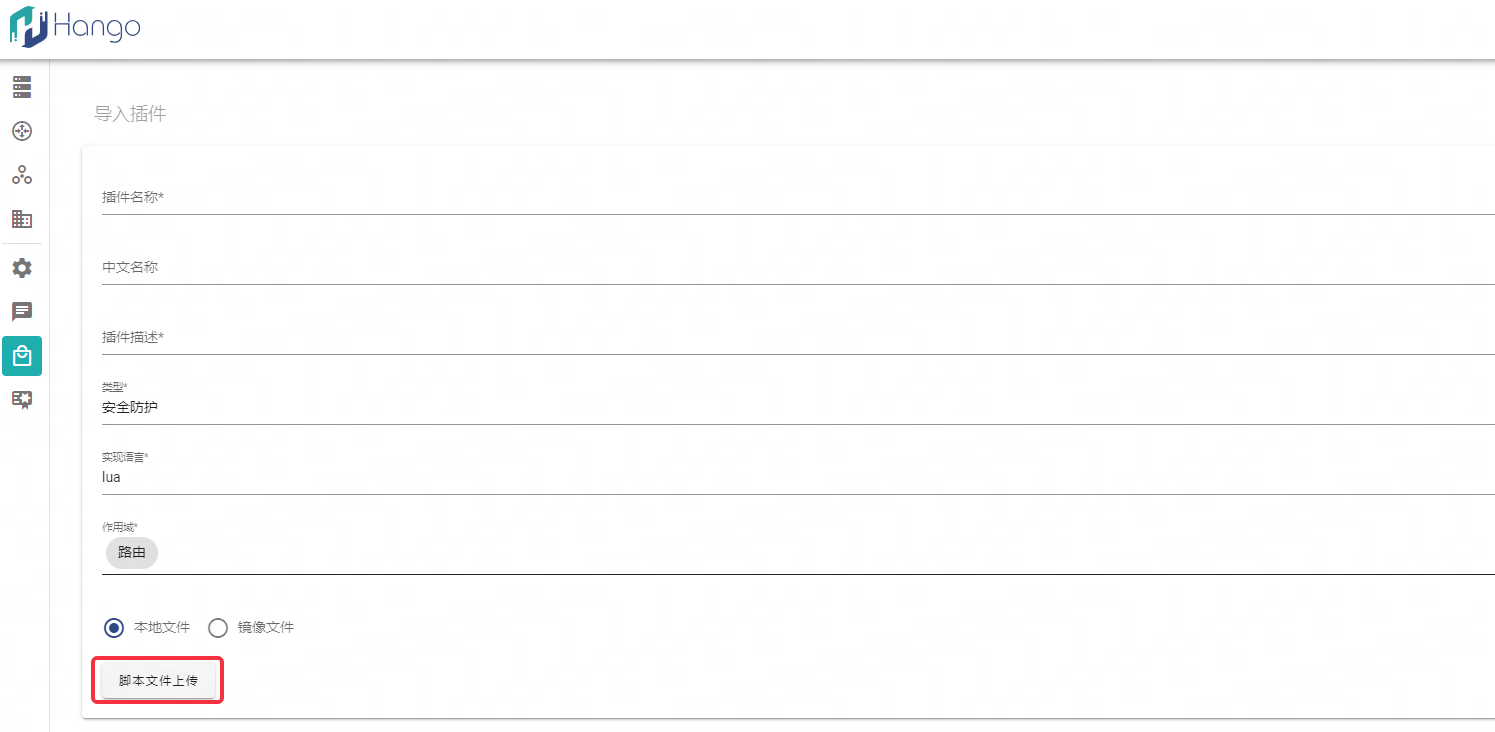 Hango
导入插件
插件名称*
中文名称
插件描述*
类型*
安全防护
实现语言*
lua
作用域*
路由
本地文件 镜像文件
脚本文件上传